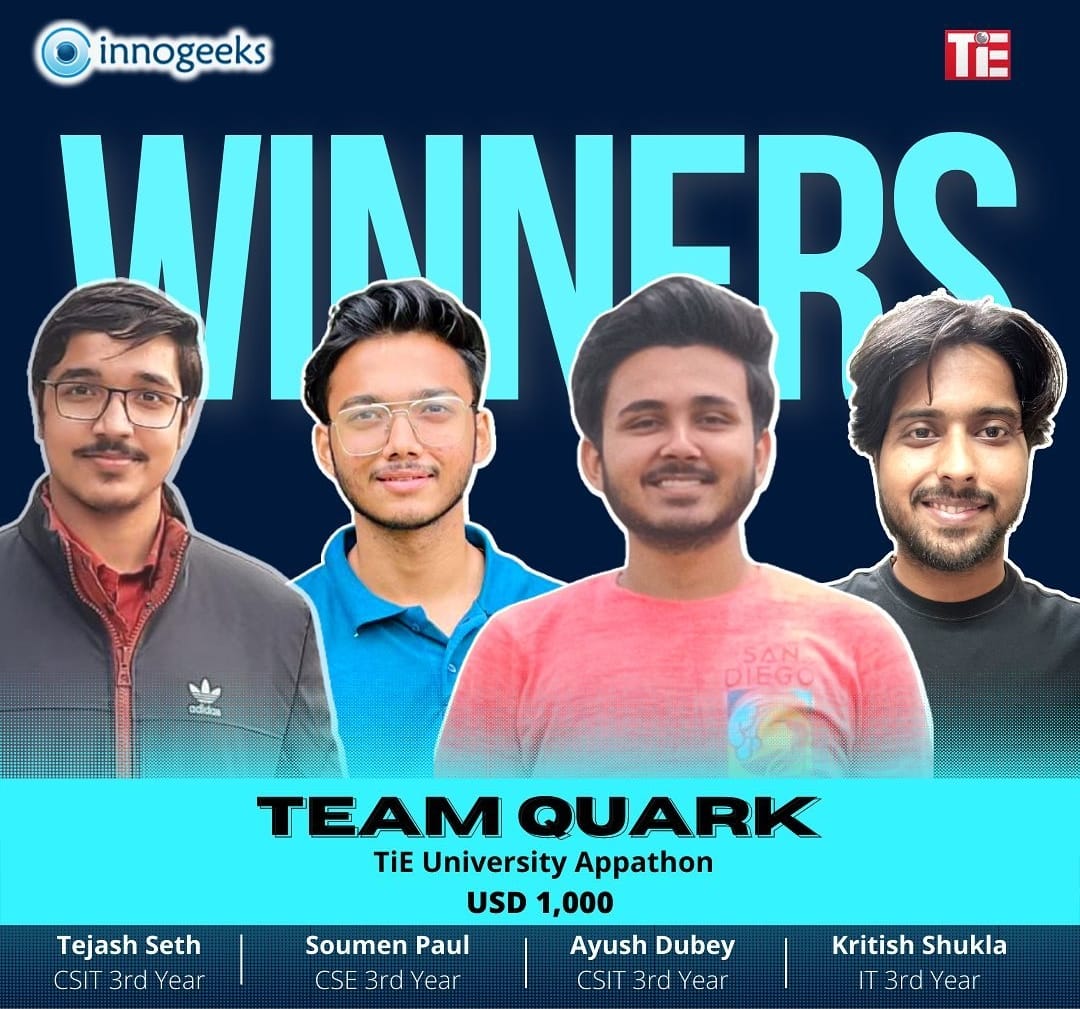 innogeeks
TiE
WINNERS
adidas
SAN
DIEGO
TEAM QUARK
TiE University Appathon
USD 1,000
Tejash Seth
CSIT 3rd Year
Soumen Paul
CSE 3rd Year
Ayush Dubey
CSIT 3rd Year
Kritish Shukla
IT 3rd Year